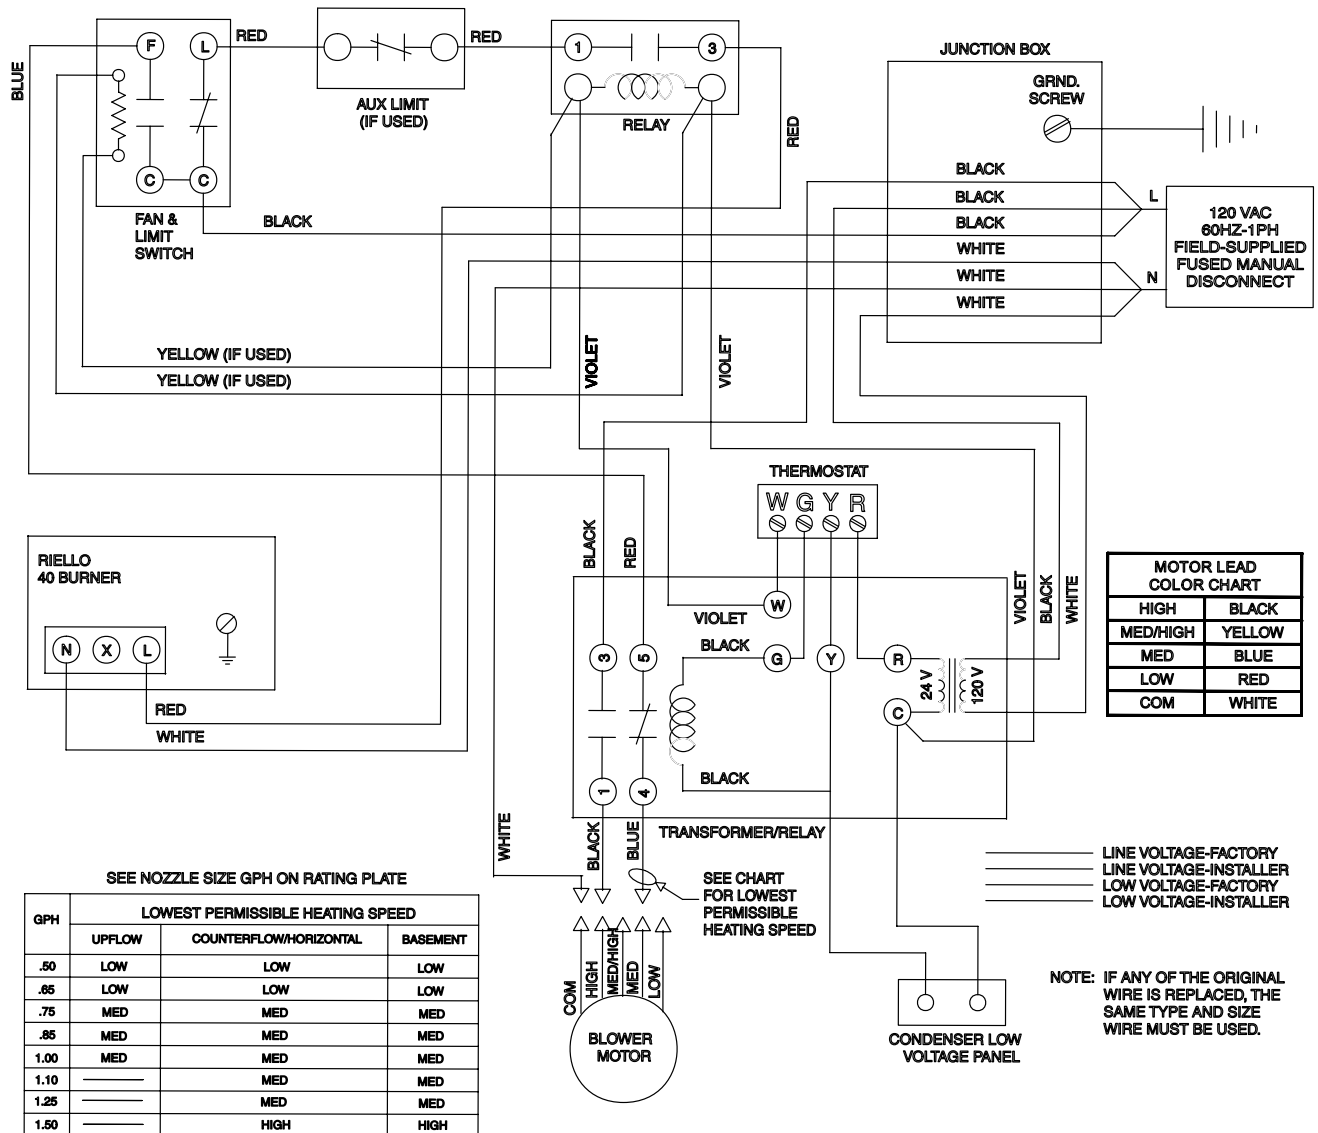 F
L
RED
RED
1
3
JUNCTION BOX
GRND.
SCREW
BLUE
AUX LIMIT
(IF USED)
RELAY
RED
C
C
BLACK
BLACK
BLACK
WHITE
WHITE
WHITE
L
N
120 VAC
60HZ-1PH
FIELD-SUPPLIED
FUSED MANUAL
DISCONNECT
FAN &
LIMIT
SWITCH
BLACK
YELLOW (IF USED)
YELLOW (IF USED)
VIOLET
VIOLET
THERMOSTAT
W G Y R
BLACK
RED
RIELLO
40 BURNER
N X L
RED
WHITE
W
VIOLET
BLACK
G
Y
R
C
3
5
24 V
120 V
VIOLET
BLACK
WHITE
MOTOR LEAD
COLOR CHART
HIGH BLACK
MED/HIGH YELLOW
MED BLUE
LOW RED
COM WHITE
BLACK
1
4
TRANSFORMER/RELAY
WHITE
BLACK
BLUE
SEE CHART
FOR LOWEST
PERMISSIBLE
HEATING SPEED
LINE VOLTAGE-FACTORY
LINE VOLTAGE-INSTALLER
LOW VOLTAGE-FACTORY
LOW VOLTAGE-INSTALLER
SEE NOZZLE SIZE GPH ON RATING PLATE
GPH LOWEST PERMISSIBLE HEATING SPEED
UPFLOW COUNTERFLOW/HORIZONTAL BASEMENT
.50 LOW LOW LOW
.65 LOW LOW LOW
.75 MED MED MED
.85 MED MED MED
1.00 MED MED MED
1.10 MED MED
1.25 MED MED
1.50 HIGH HIGH
COM
HIGH
MED/HIGH
MED
LOW
BLOWER
MOTOR
CONDENSER LOW
VOLTAGE PANEL
NOTE: IF ANY OF THE ORIGINAL
WIRE IS REPLACED, THE
SAME TYPE AND SIZE
WIRE MUST BE USED.